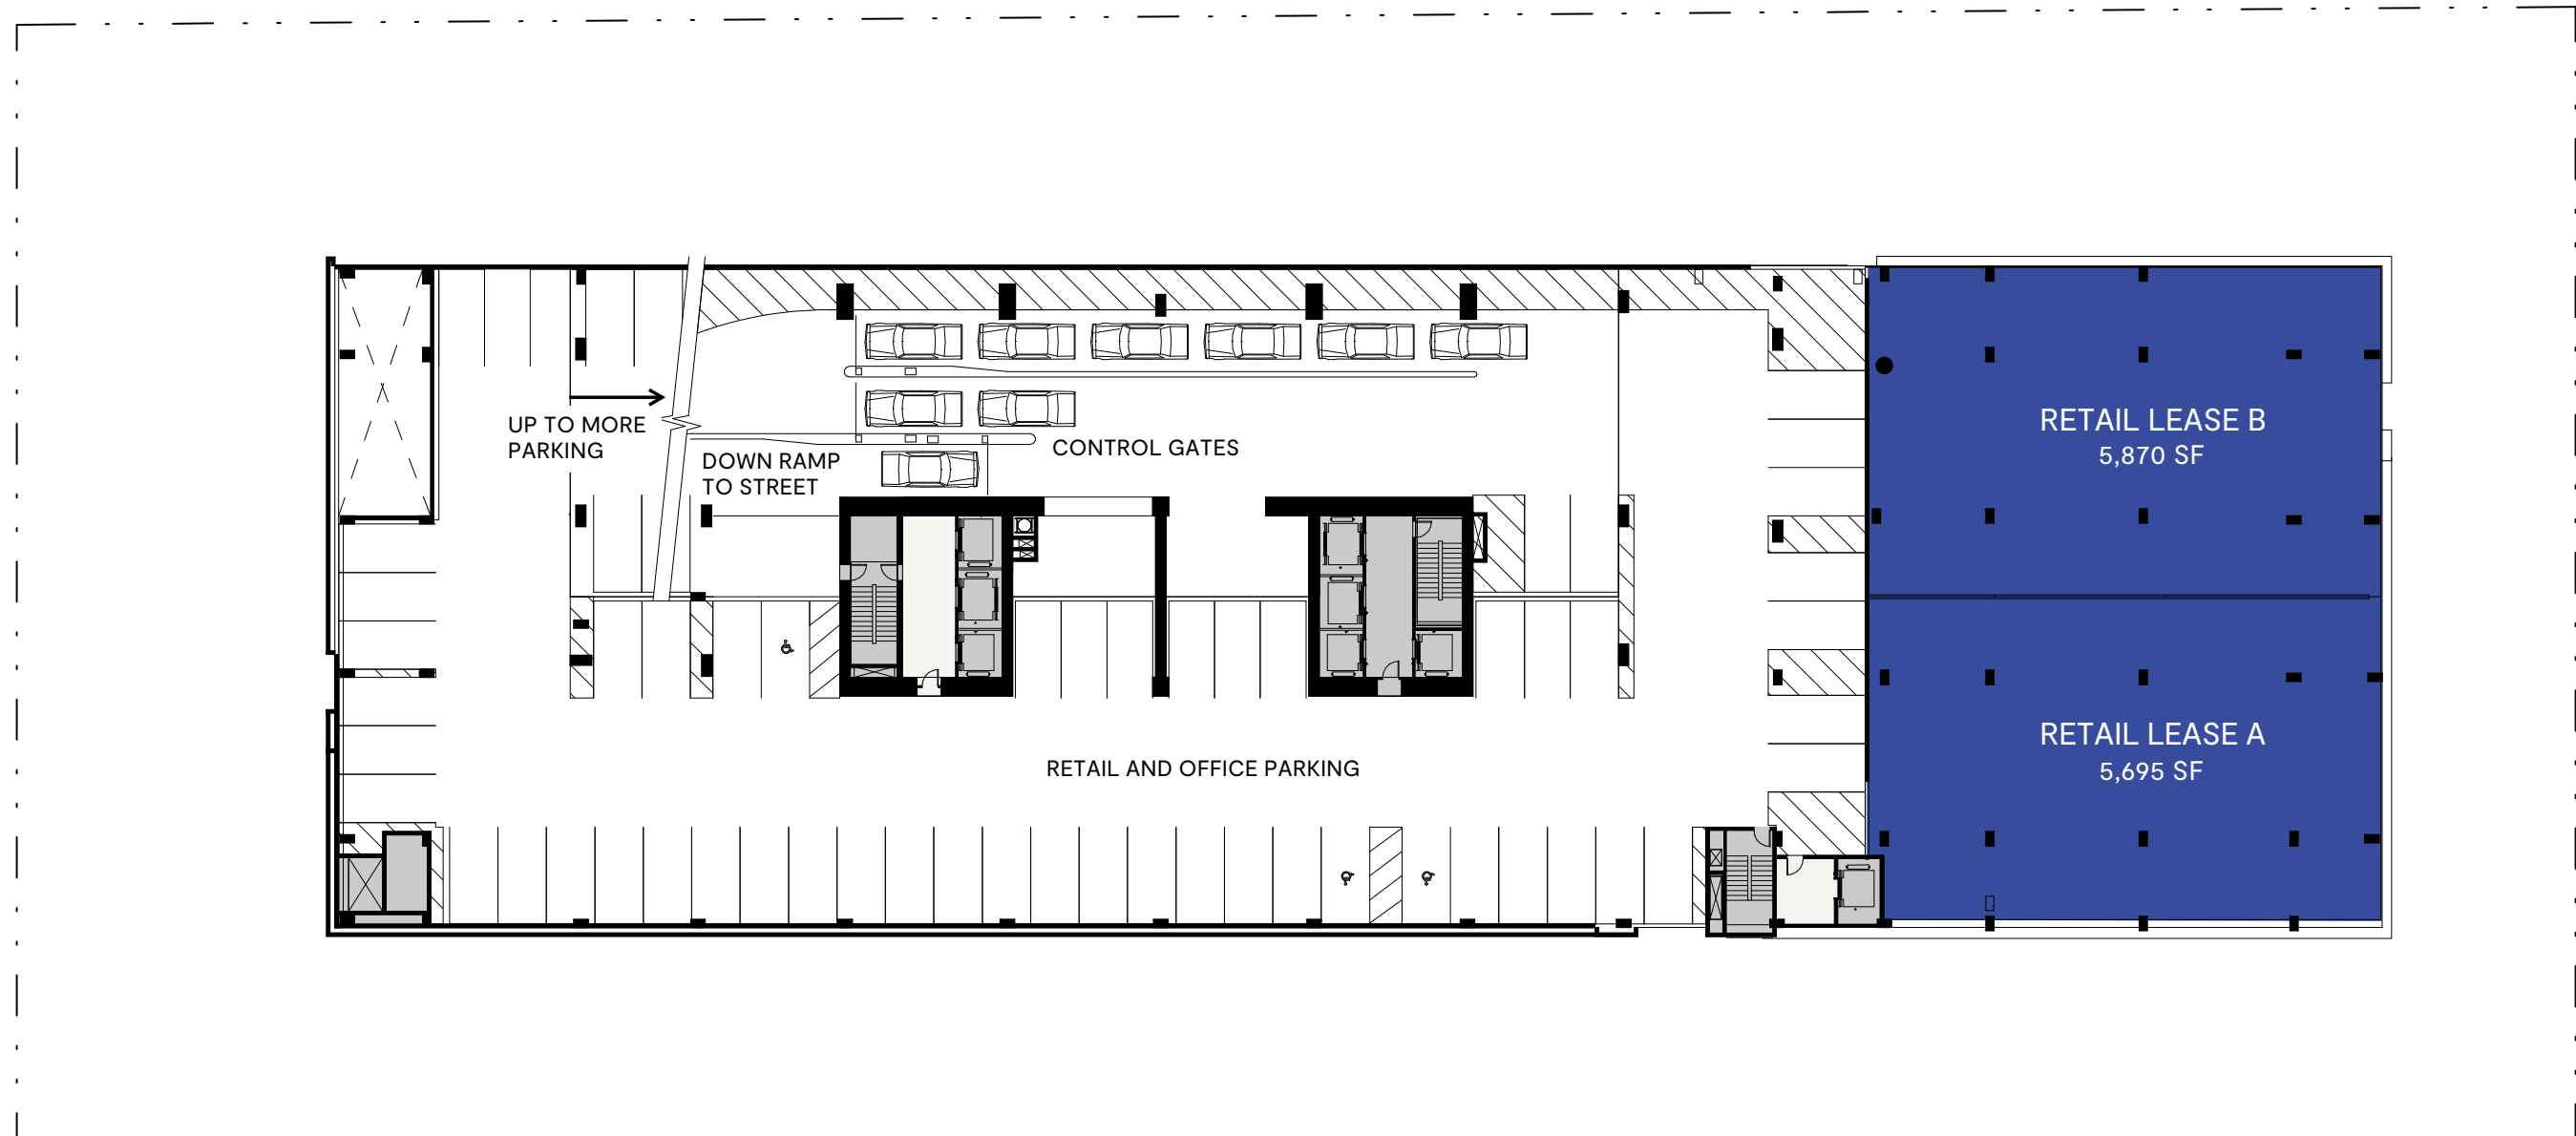 UP TO MORE
PARKING
DOWN RAMP
TO STREET
CONTROL GATES
RETAIL LEASE B
5,870 SF
RETAIL LEASE A
5,695 SF
RETAIL AND OFFICE PARKING